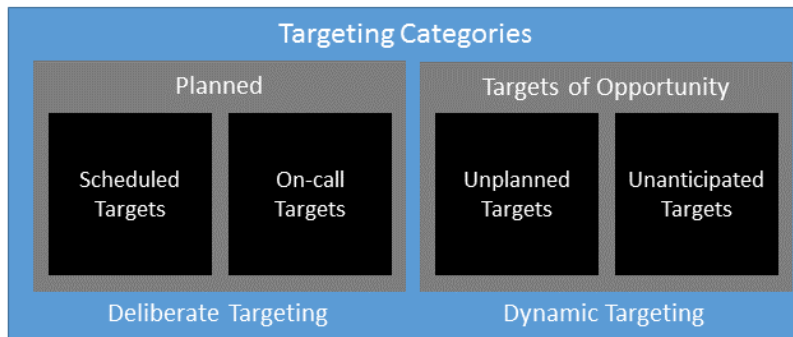 Targeting Categories
Planned
Targets of Opportunity
Scheduled
Targets
On-call
Targets
Unplanned
Targets
Unanticipated
Targets
Deliberate Targeting
Dynamic Targeting